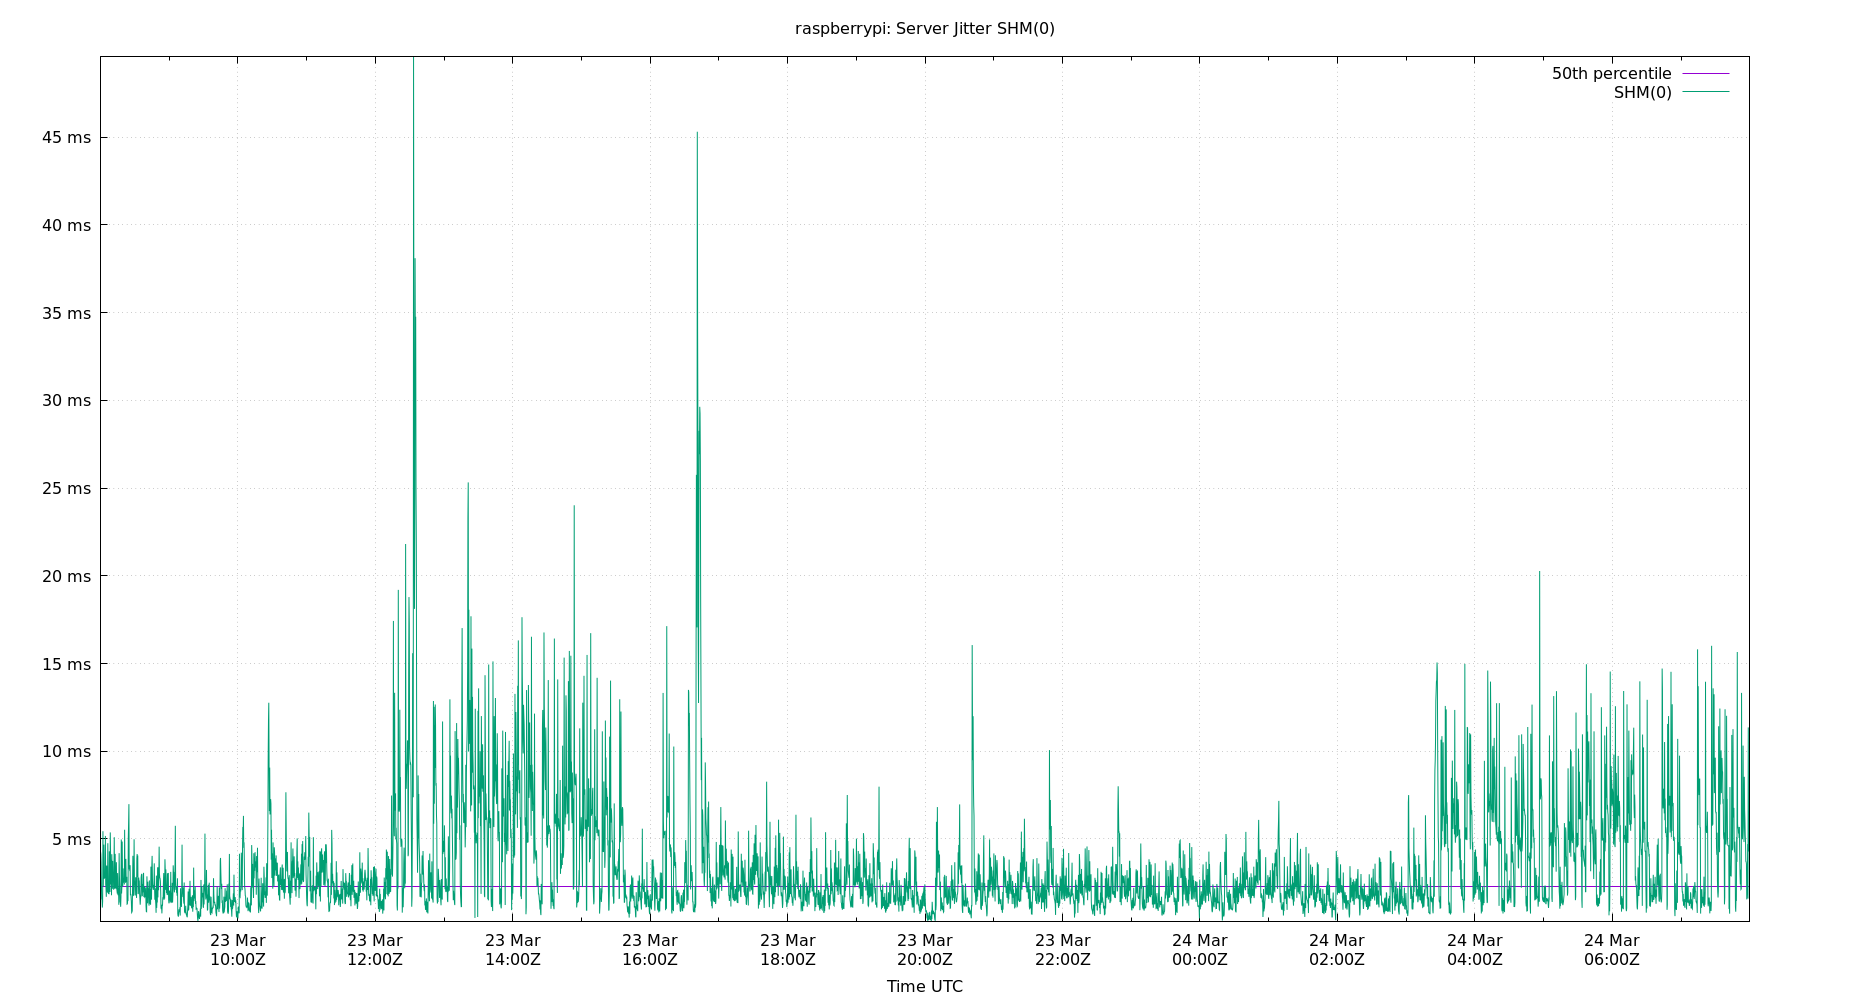 raspberrypi: Server Jitter SHM(0)
50th percentile
SHM(0)
45 ms
40 ms
35 ms
30 ms
25 ms
20 ms
15 ms
10 ms
5 ms
23 Mar 23 Mar 23 Mar 23 Mar 23 Mar 23 Mar 23 Mar 24 Mar 24 Mar 24 Mar 24 Mar
10:00Z 12:00Z 14:00Z 16:00Z 18:00Z 20:00Z 22:00Z 00:00Z 02:00Z 04:00Z 06:00Z
Time UTC